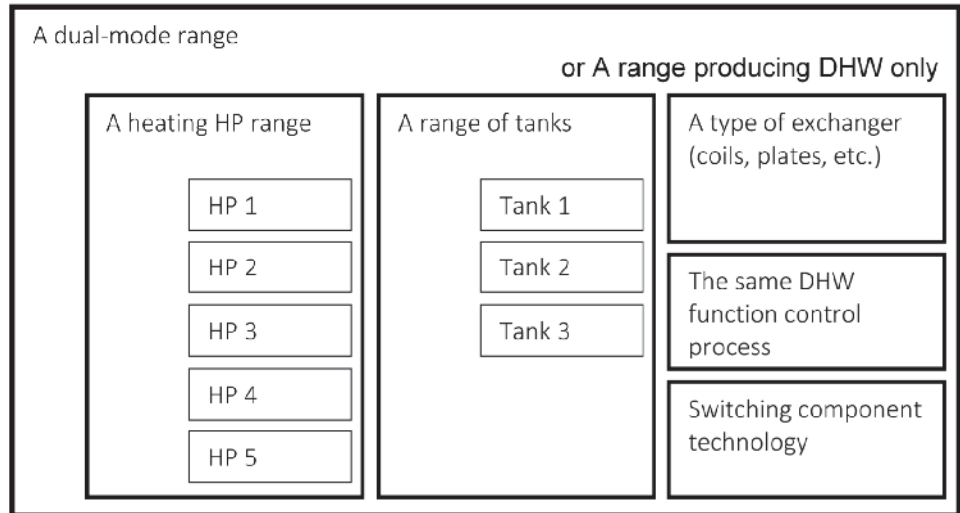 A dual-mode range
or A range producing DHW only
A heating HP range
HP 1
HP 2
HP 3
HP 4
HP 5
A range of tanks
Tank 1
Tank 2
Tank 3
A type of exchanger
(coils, plates, etc.)
The same DHW
function control
process
Switching component
technology